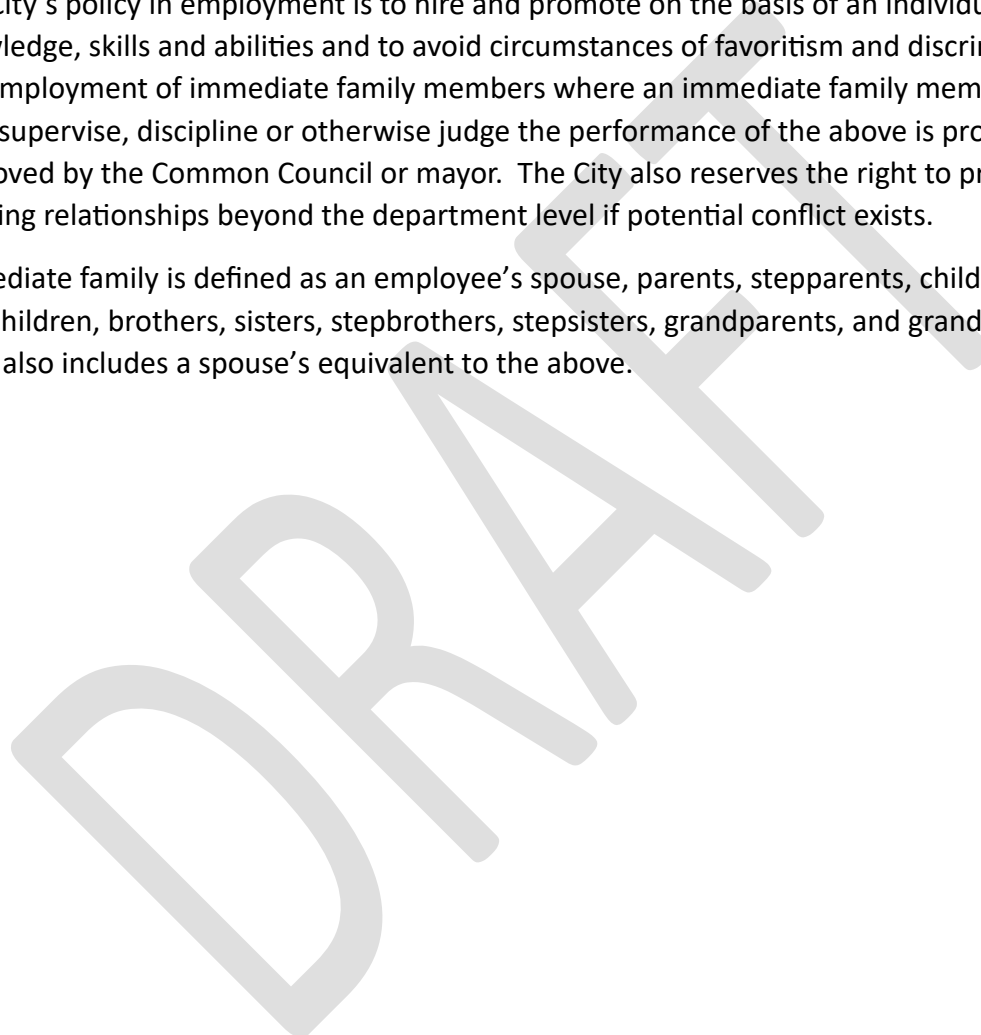 City's policy in employment is to hire and promote on the basis of an individu
ledge, skills and abilities and to avoid circumstances of favoritism and discri
mployment of immediate family members where an immediate family mem
supervise, discipline or otherwise judge the performance of the above is pro
oved by the Common Council or mayor. The City also reserves the right to p
ing relationships beyond the department level if potential conflict exists.
ediate family is defined as an employee's spouse, parents, stepparents, child
hildren, brothers, sisters, stepbrothers, stepsisters, grandparents, and grand
also includes a spouse's equivalent to the above.
DRAFT